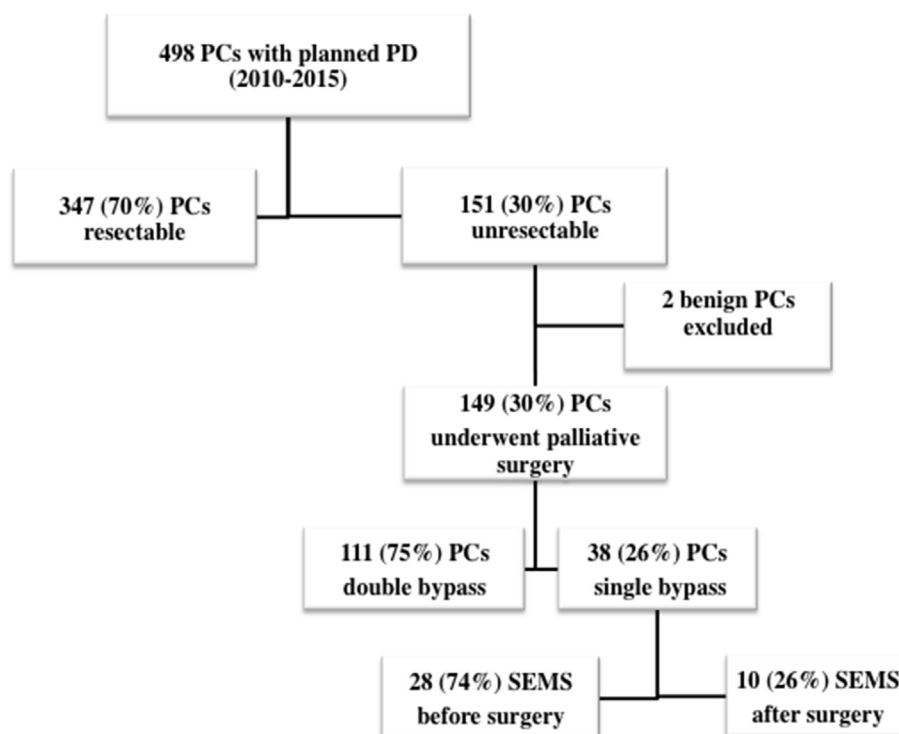 498 PCs with planned PD
(2010-2015)
347 (70%) PCs
resectable
151 (30%) PCs
unresectable
2 benign PCs
excluded
149 (30%) PCs
underwent palliative
surgery
111 (75%) PCs
double bypass
38 (26%) PCs
single bypass
28 (74%) SEMS
before surgery
10 (26%) SEMS
after surgery